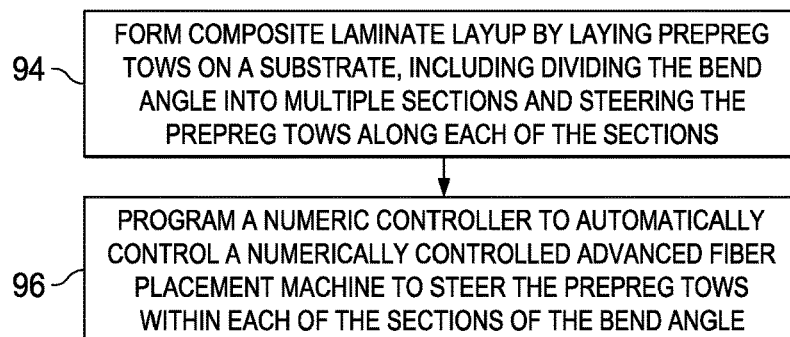 94
FORM COMPOSITE LAMINATE LAYUP BY LAYING PREPREG
TOWS ON A SUBSTRATE, INCLUDING DIVIDING THE BEND
ANGLE INTO MULTIPLE SECTIONS AND STEERING THE
PREPREG TOWS ALONG EACH OF THE SECTIONS
96
PROGRAM A NUMERIC CONTROLLER TO AUTOMATICALLY
CONTROL A NUMERICALLY CONTROLLED ADVANCED FIBER
PLACEMENT MACHINE TO STEER THE PREPREG TOWS
WITHIN EACH OF THE SECTIONS OF THE BEND ANGLE